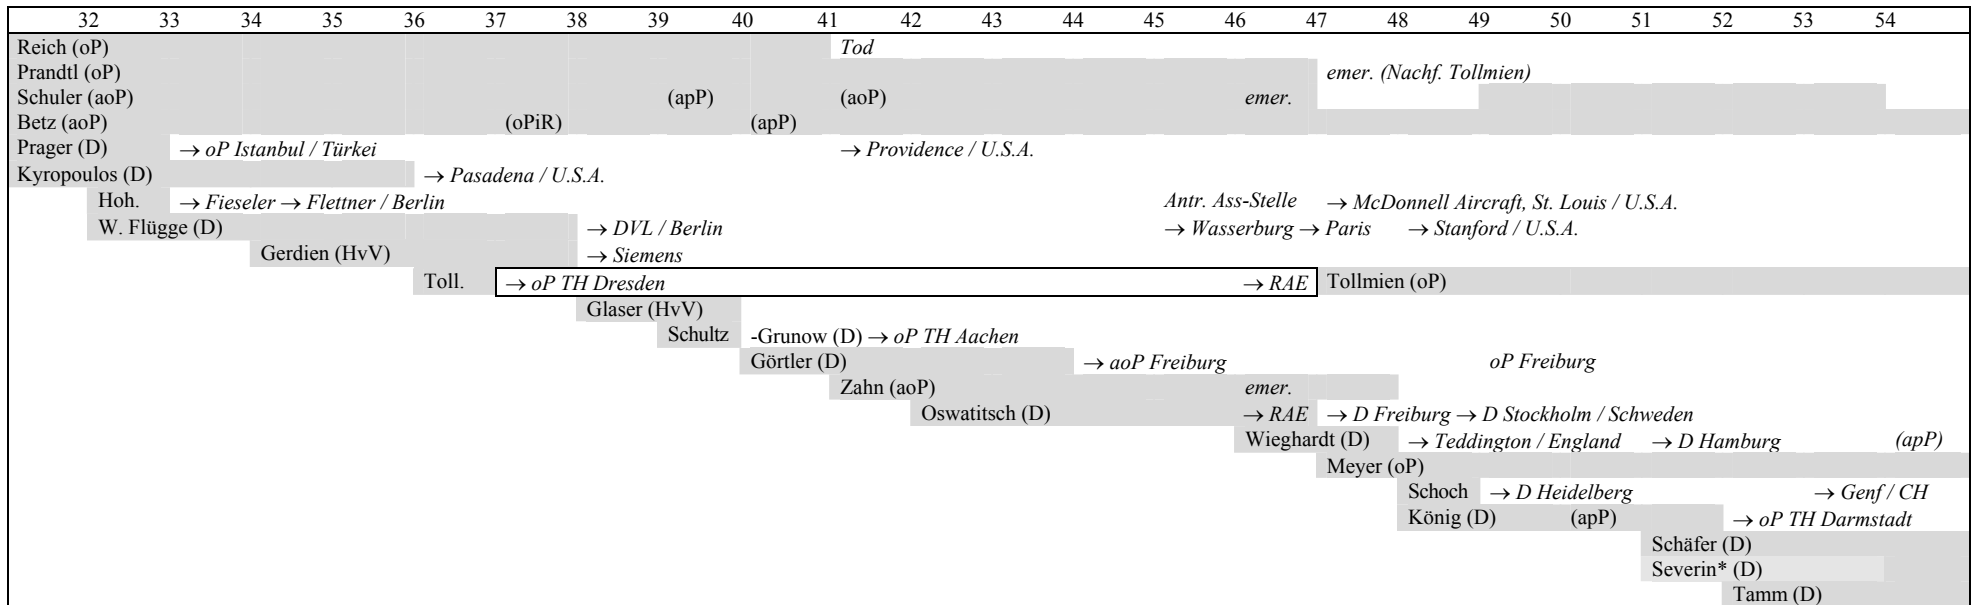 32 33 34 35 36 37 38 39 40 41 42 43 44 45 46 47 48 49 50 51 52 53 54
Reich (oP) Tod
Prandtl (oP) emer. (Nachf. Tollmien)
Schuler (aoP) (apP) (aoP) emer.
Betz (aoP) (oPiR) (apP)
Prager (D) → oP Istanbul / Türkei → Providence / U.S.A.
Kyropoulos (D) → Pasadena / U.S.A.
Hoh. → Fieseler → Flettner / Berlin Antr. Ass-Stelle → McDonnell Aircraft, St. Louis / U.S.A.
W. Flügge (D) → DVL / Berlin → Wasserburg → Paris → Stanford / U.S.A.
Gerdien (HvV) → Siemens
Toll. → oP TH Dresden → RAE Tollmien (oP)
Glaser (HvV)
Schultz -Grunow (D) → oP TH Aachen
Görtler (D) → aoP Freiburg oP Freiburg
Zahn (aoP) emer.
Oswatitsch (D) → RAE → D Freiburg → D Stockholm / Schweden
Wieghardt (D) → Teddington / England → D Hamburg (apP)
Meyer (oP)
Schoch → D Heidelberg → Genf / CH
König (D) (apP) → oP TH Darmstadt
Schäfer (D)
Severin* (D)
Tamm (D)